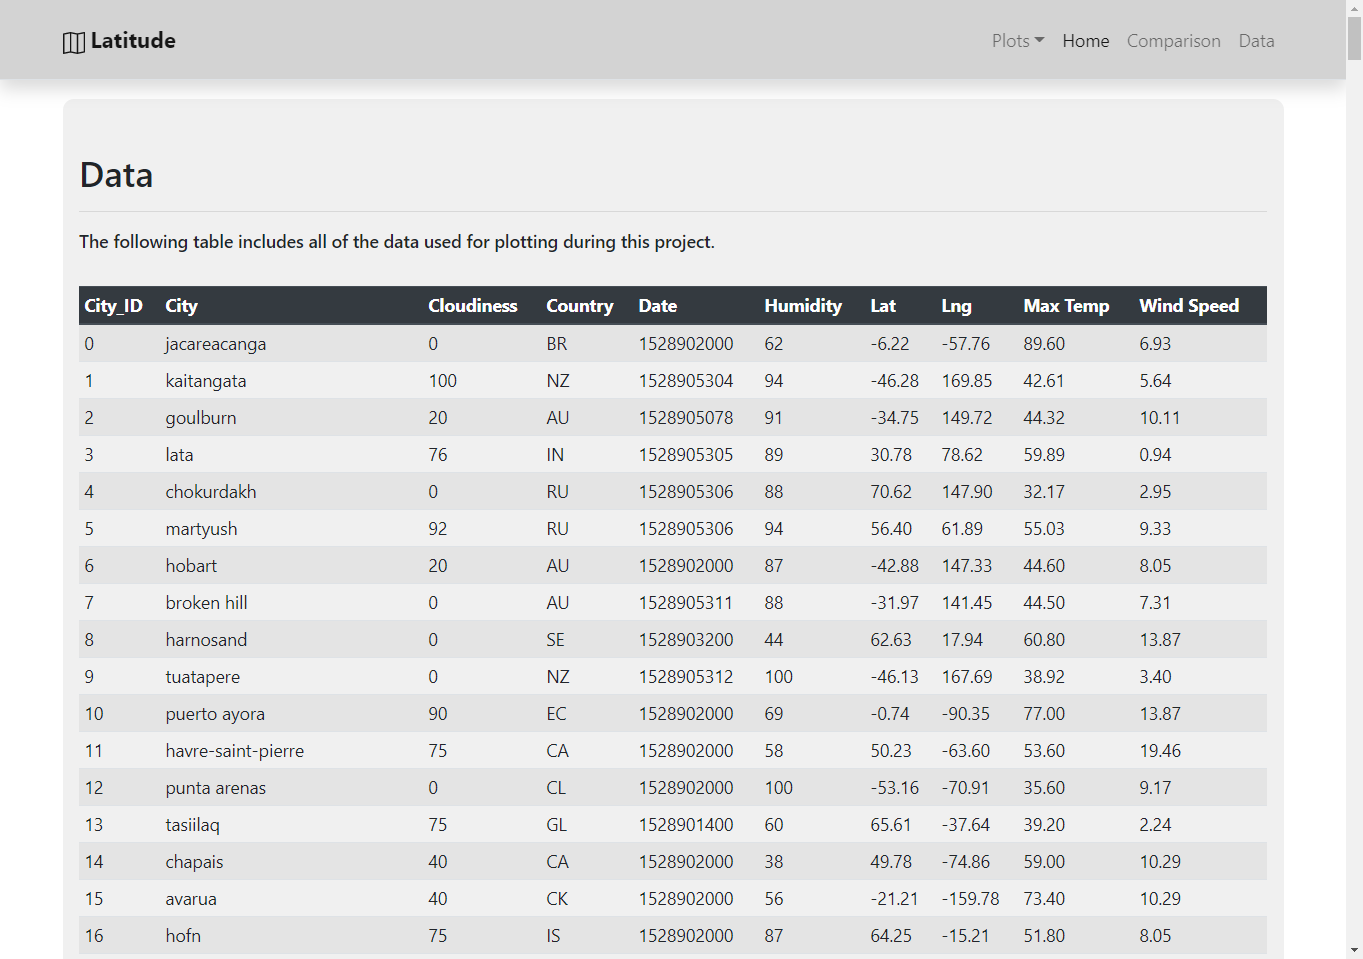 Latitude Plots Home Comparison Data
Data
The following table includes all of the data used for plotting during this project.
City_ID City Cloudiness Country Date Humidity Lat Lng Max Temp Wind Speed
0 jacareacanga 0 BR 1528902000 62 -6.22 -57.76 89.60 6.93
1 kaitangata 100 NZ 1528905304 94 -46.28 169.85 42.61 5.64
2 goulburn 20 AU 1528905078 91 -34.75 149.72 44.32 10.11
3 lata 76 IN 1528905305 89 30.78 78.62 59.89 0.94
4 chokurdakh 0 RU 1528905306 88 70.62 147.90 32.17 2.95
5 martyush 92 RU 1528905306 94 56.40 61.89 55.03 9.33
6 hobart 20 AU 1528902000 87 -42.88 147.33 44.60 8.05
7 broken hill 0 AU 1528905311 88 -31.97 141.45 44.50 7.31
8 harnosand 0 SE 1528903200 44 62.63 17.94 60.80 13.87
9 tuatapere 0 NZ 1528905312 100 -46.13 167.69 38.92 3.40
10 puerto ayora 90 EC 1528902000 69 -0.74 -90.35 77.00 13.87
11 havre-saint-pierre 75 CA 1528902000 58 50.23 -63.60 53.60 19.46
12 punta arenas 0 CL 1528902000 100 -53.16 -70.91 35.60 9.17
13 tasiilaq 75 GL 1528901400 60 65.61 -37.64 39.20 2.24
14 chapais 40 CA 1528902000 38 49.78 -74.86 59.00 10.29
15 avarua 40 CK 1528902000 56 -21.21 -159.78 73.40 10.29
16 hofn 75 IS 1528902000 87 64.25 -15.21 51.80 8.05